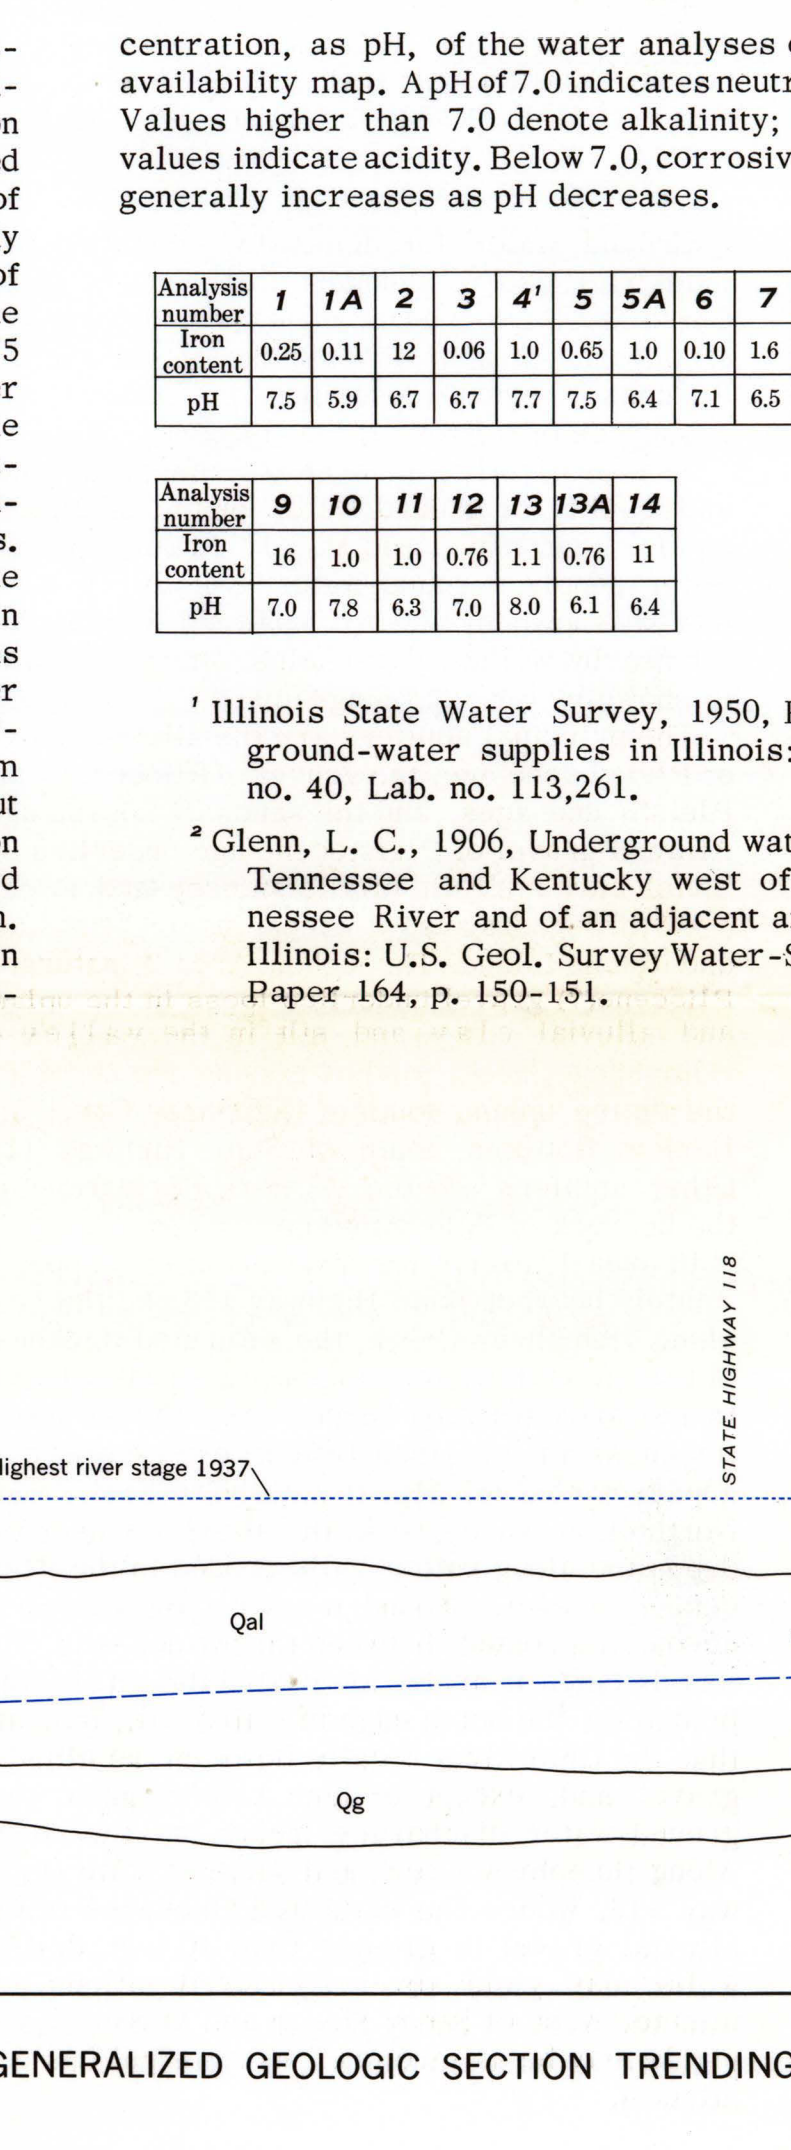 -
-
n
ed
of
y
of
e
5
r
e
-
-
s.
e
n
s
r
-
m
ut
on
d
n.
n
-
centration, as pH, of the water analyses
availability map. A pH of 7.0 indicates neutr
Values higher than 7.0 denote alkalinity;
values indicate acidity. Below 7.0, corrosiv
generally increases as pH decreases.
Analysis number 1 1A 2 3 4¹ 5 5A 6 7
Iron content 0.25 0.11 12 0.06 1.0 0.65 1.0 0.10 1.6
pH 7.5 5.9 6.7 6.7 7.7 7.5 6.4 7.1 6.5
Analysis number 9 10 11 12 13 13A 14
Iron content 16 1.0 1.0 0.76 1.1 0.76 11
pH 7.0 7.8 6.3 7.0 8.0 6.1 6.4
¹ Illinois State Water Survey, 1950,
ground-water supplies in Illinois:
no. 40, Lab. no. 113,261.
² Glenn, L. C., 1906, Underground wat
Tennessee and Kentucky west of
nessee River and of an adjacent a
Illinois: U.S. Geol. Survey Water-S
Paper 164, p. 150-151.
STATE HIGHWAY 118
Highest river stage 1937
Qal
Qg
GENERALIZED GEOLOGIC SECTION TRENDING